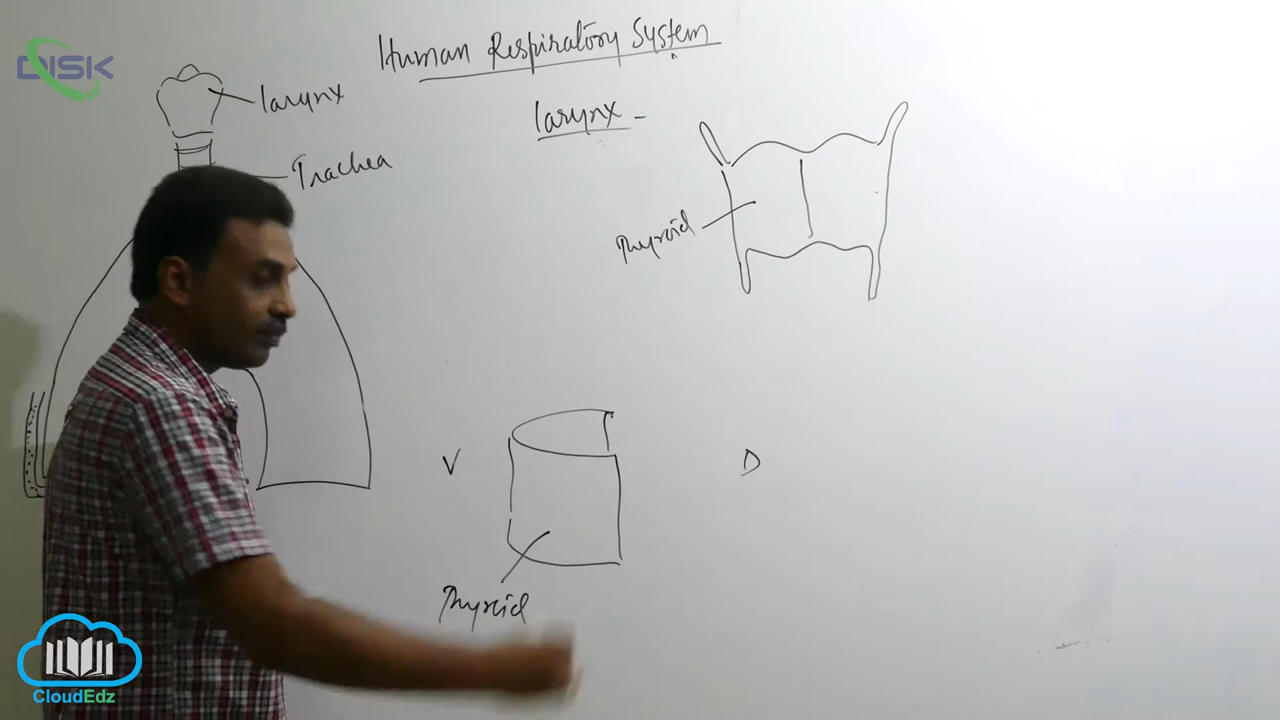 DISK
Human Respiratory System
larynx
larynx -
Trachea
Thyroid
V
D
Thyroid
CloudEdz